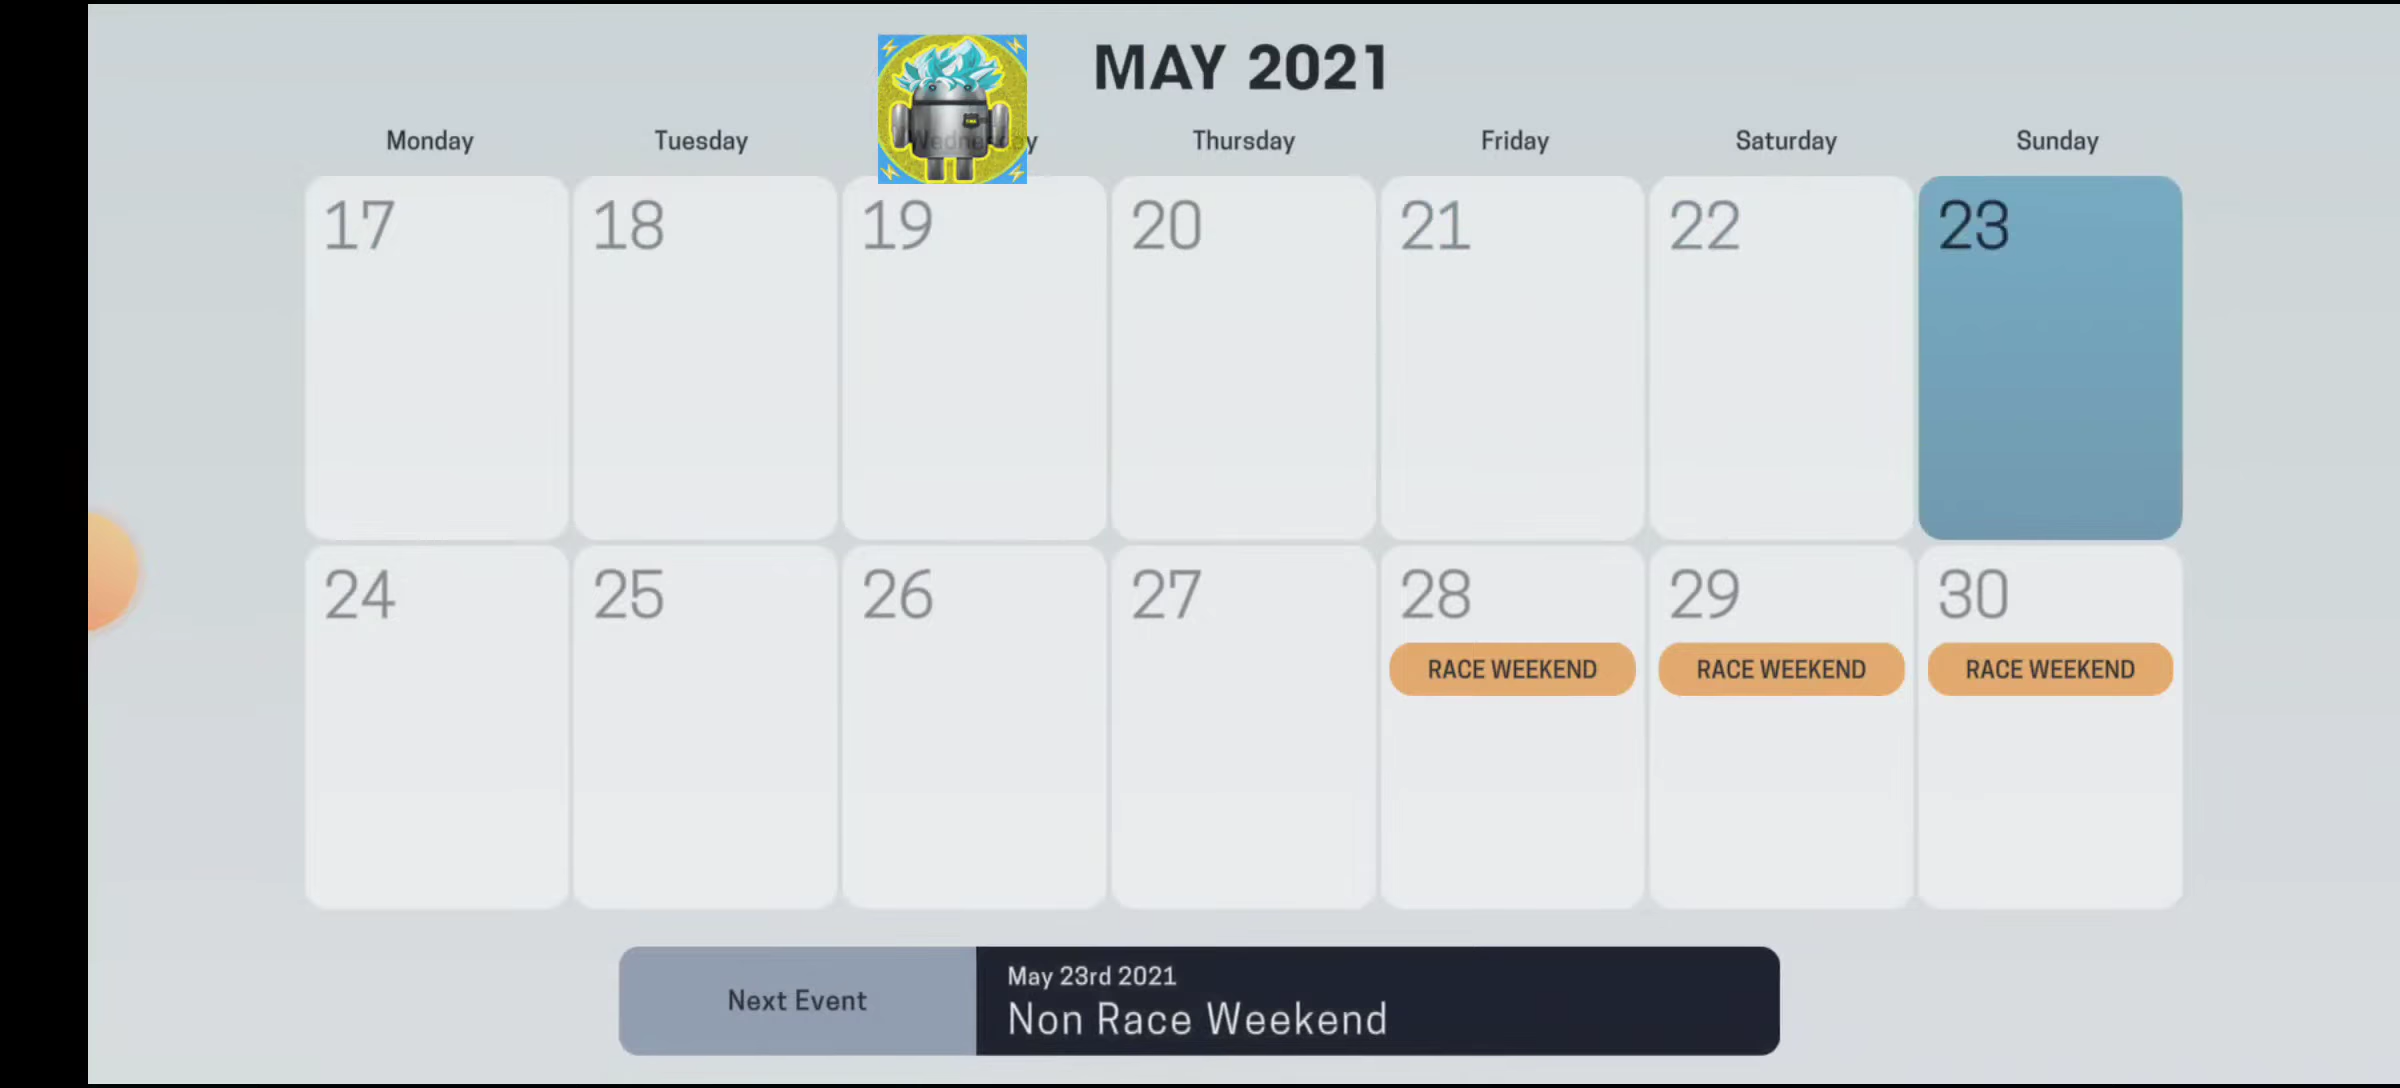 MAY 2021
Monday Tuesday Wednesday Thursday Friday Saturday Sunday
17 18 19 20 21 22 23
24 25 26 27 28 29 30
RACE WEEKEND RACE WEEKEND RACE WEEKEND
Next Event
May 23rd 2021
Non Race Weekend